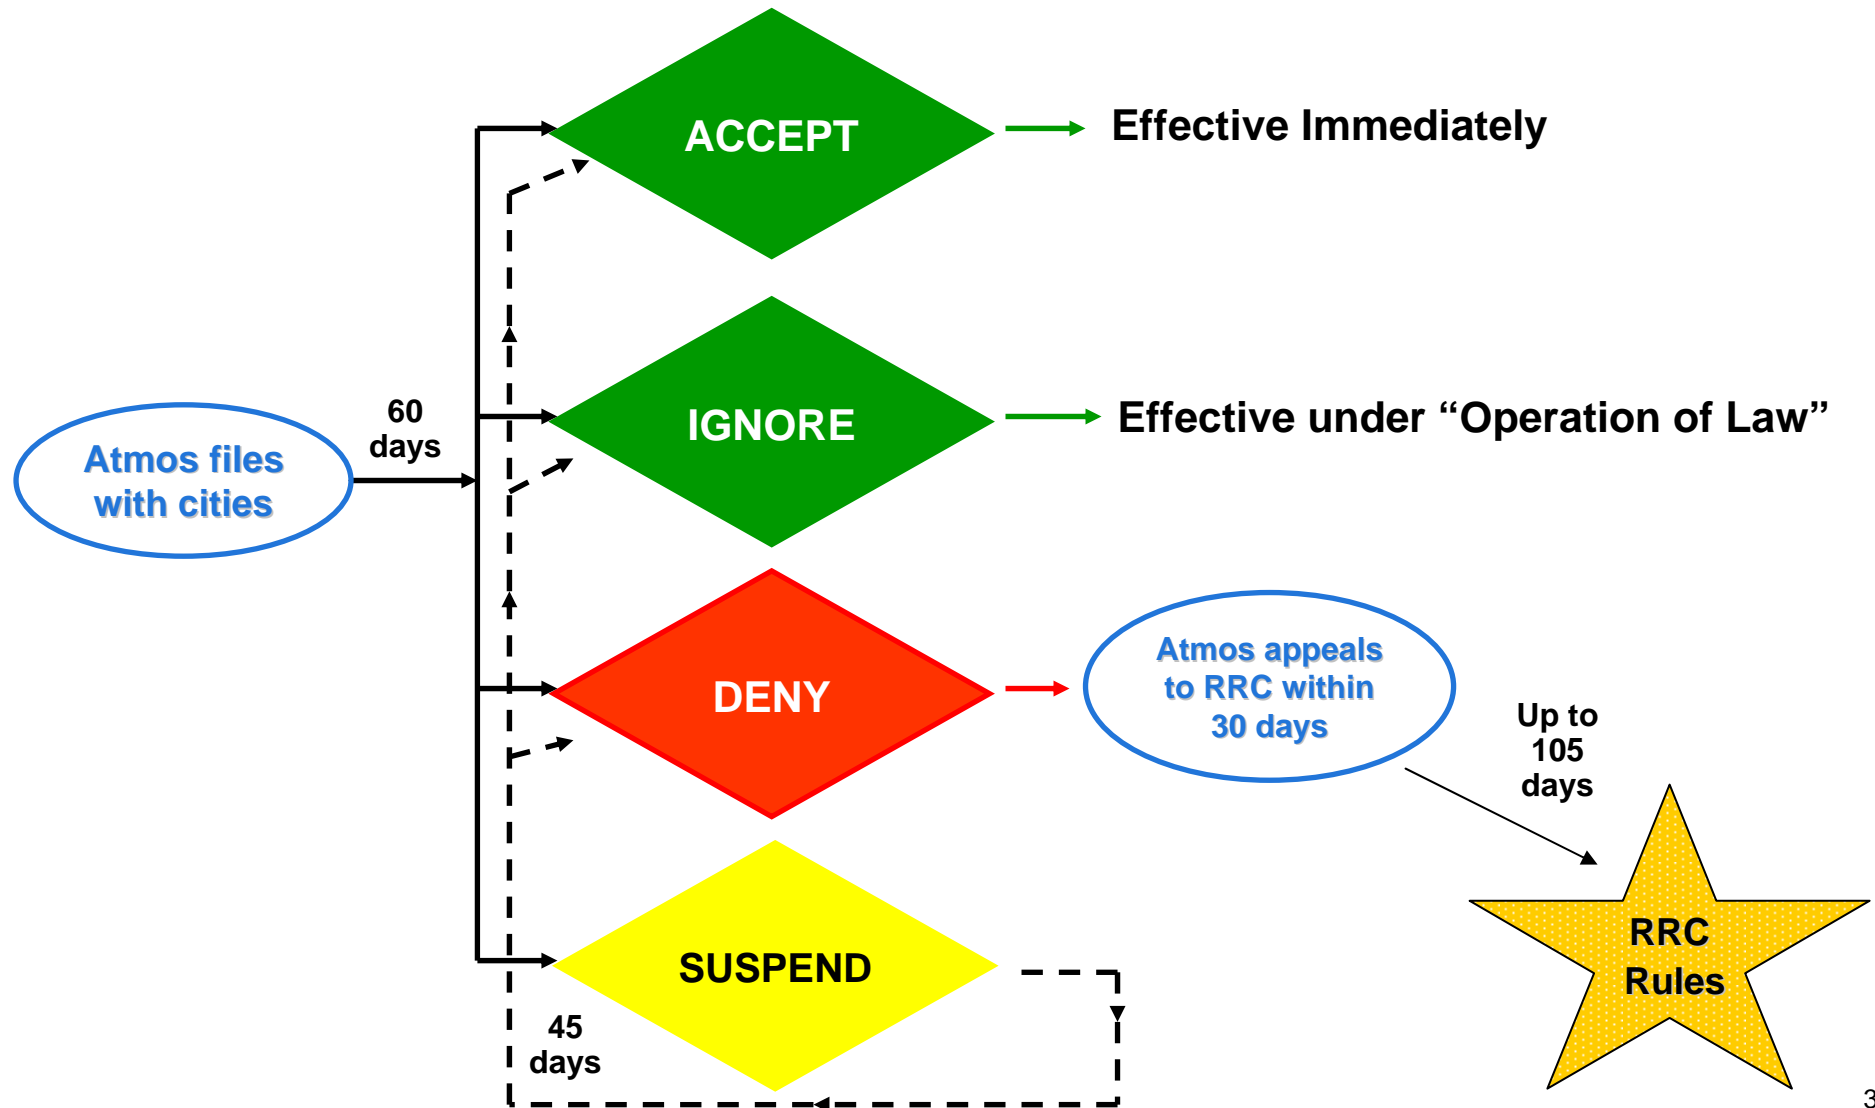 ACCEPT
Effective Immediately
60
days
IGNORE
Effective under “Operation of Law”
Atmos files
with cities
DENY
Atmos appeals
to RRC within
30 days
Up to
105
days
SUSPEND
RRC
Rules
45
days
3